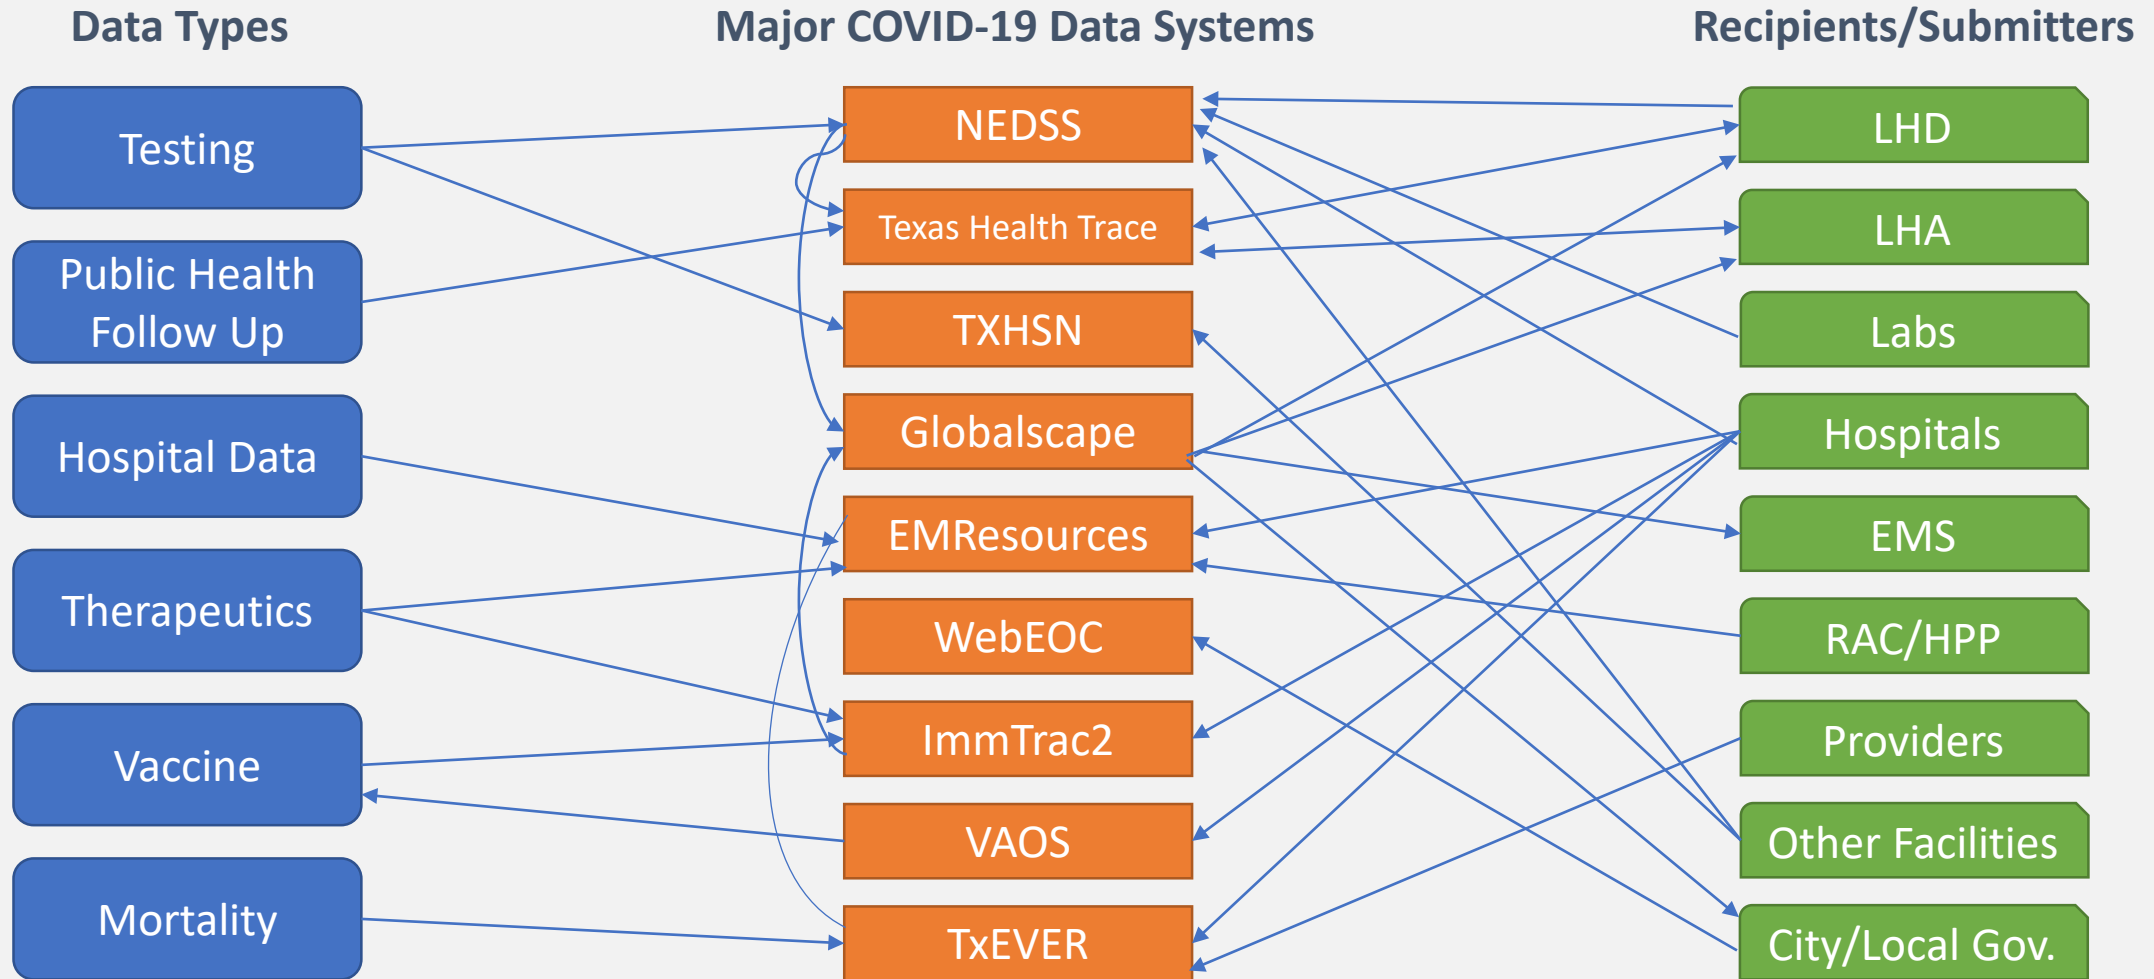 Data Types
Major COVID-19 Data Systems
Recipients/Submitters
Testing
Public Health
Follow Up
Hospital Data
Therapeutics
Vaccine
Mortality
NEDSS
Texas Health Trace
TXHSN
Globalscape
EMResources
WebEOC
ImmTrac2
VAOS
TxEVER
LHD
LHA
Labs
Hospitals
EMS
RAC/HPP
Providers
Other Facilities
City/Local Gov.